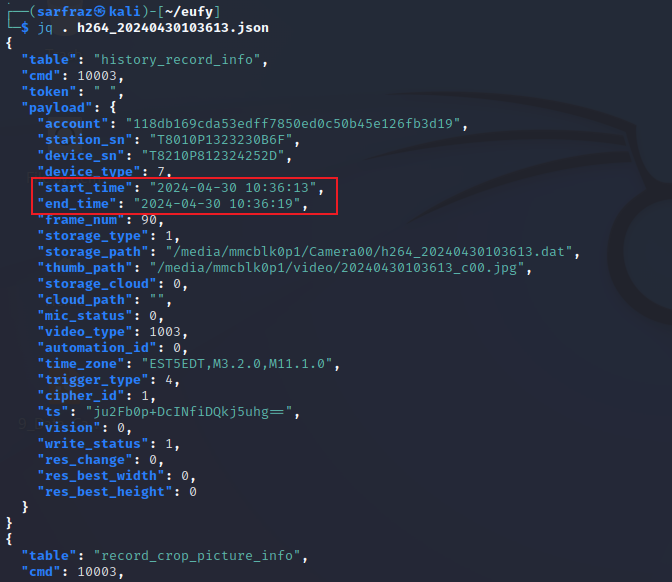 ┌──(sarfraz㉿kali)-[~/eufy]
└─$ jq . h264_20240430103613.json
{
  "table": "history_record_info",
  "cmd": 10003,
  "token": " ",
  "payload": {
    "account": "118db169cda53edff7850ed0c50b45e126fb3d19",
    "station_sn": "T8010P1323230B6F",
    "device_sn": "T8210P812324252D",
    "device_type": 7,
    "start_time": "2024-04-30 10:36:13",
    "end_time": "2024-04-30 10:36:19",
    "frame_num": 90,
    "storage_type": 1,
    "storage_path": "/media/mmcblk0p1/Camera00/h264_20240430103613.dat",
    "thumb_path": "/media/mmcblk0p1/video/20240430103613_c00.jpg",
    "storage_cloud": 0,
    "cloud_path": "",
    "mic_status": 0,
    "video_type": 1003,
    "automation_id": 0,
    "time_zone": "EST5EDT,M3.2.0,M11.1.0",
    "trigger_type": 4,
    "cipher_id": 1,
    "ts": "ju2Fb0p+DcINfiDQkj5uhg==",
    "vision": 0,
    "write_status": 1,
    "res_change": 0,
    "res_best_width": 0,
    "res_best_height": 0
  }
}
{
  "table": "record_crop_picture_info",
  "cmd": 10003,